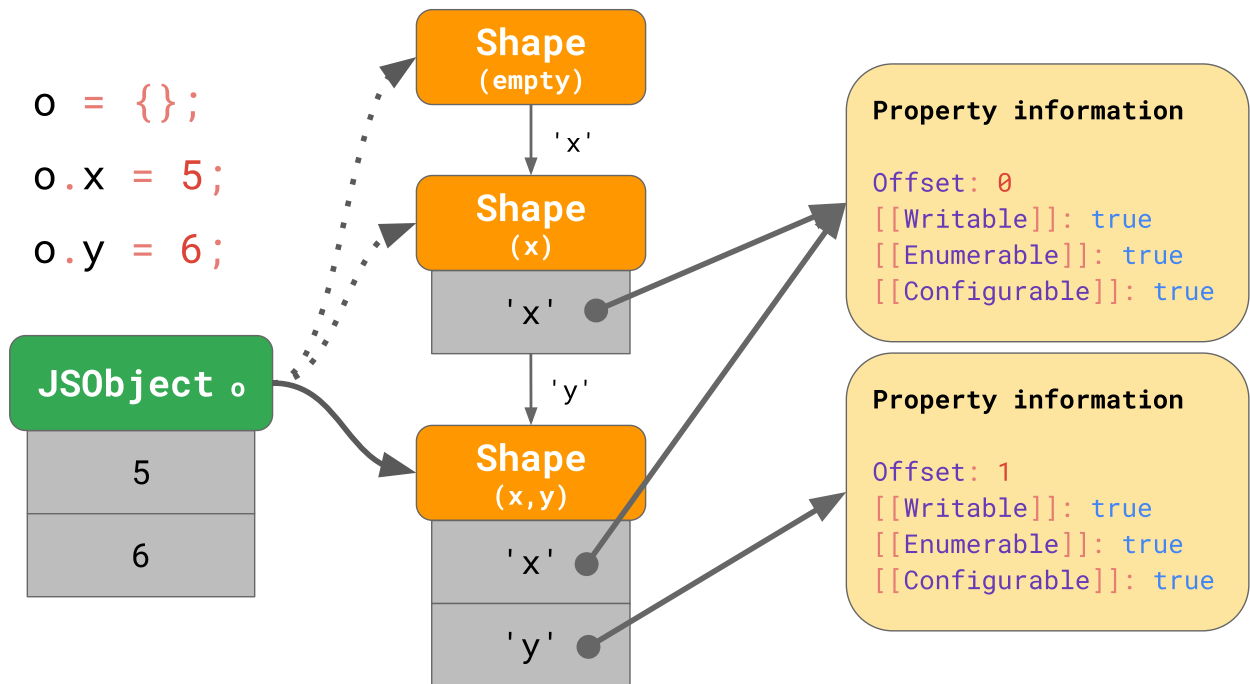 o = {};
o.x = 5;
o.y = 6;
JSObject o
5
6
Shape
(empty)
'x'
Shape
(x)
'x'
'y'
Shape
(x,y)
'x'
'y'
Property information
Offset: 0
[[Writable]]: true
[[Enumerable]]: true
[[Configurable]]: true
Property information
Offset: 1
[[Writable]]: true
[[Enumerable]]: true
[[Configurable]]: true